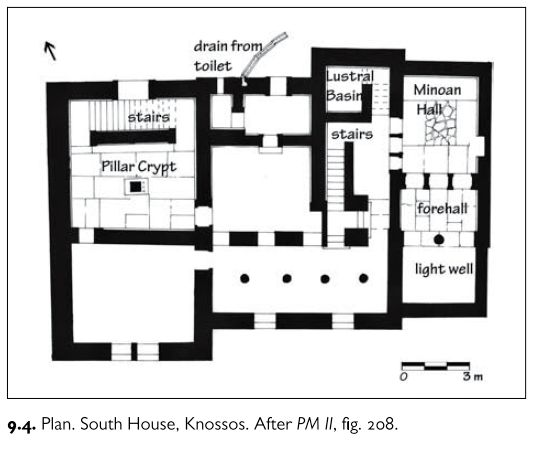 drain from
toilet
Lustral
Basin
Minoan
Hall
stairs
stairs
Pillar Crypt
forehall
light well
0 3 m
9.4. Plan. South House, Knossos. After PM II, fig. 208.